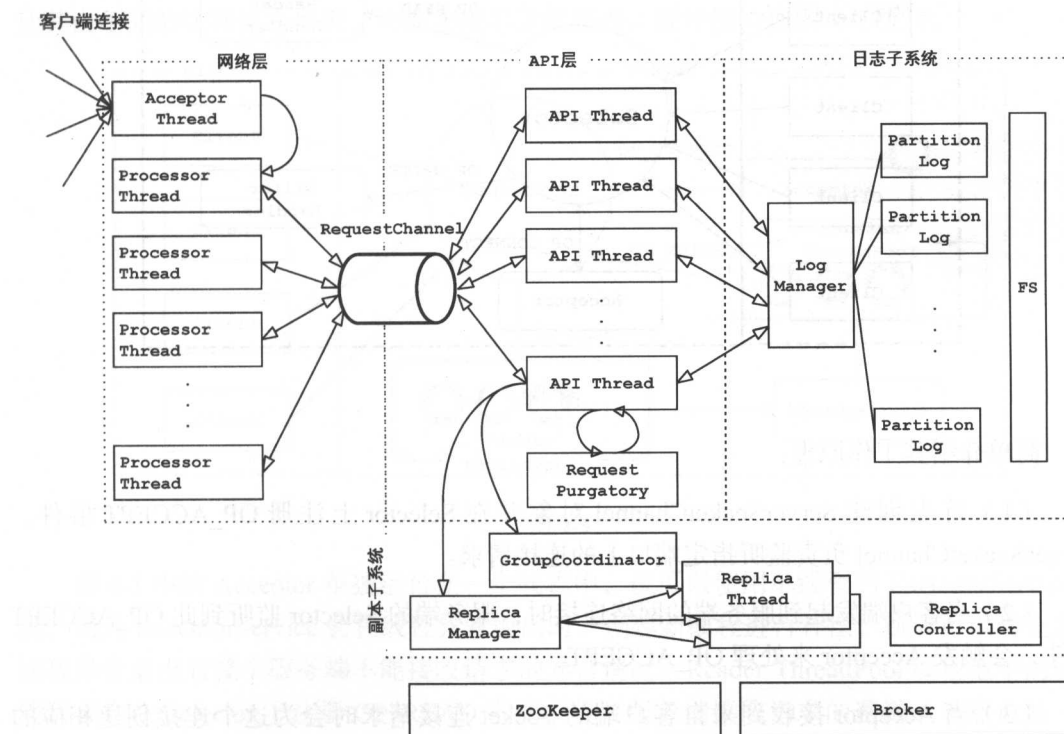 客户端连接
网络层
API层
日志子系统
Acceptor
Thread
Processor
Thread
Processor
Thread
Processor
Thread
Processor
Thread
RequestChannel
API Thread
API Thread
API Thread
API Thread
Request
Purgatory
Log
Manager
Partition
Log
Partition
Log
Partition
Log
FS
副本子系统
GroupCoordinator
Replica
Manager
Replica
Thread
Replica
Controller
ZooKeeper
Broker